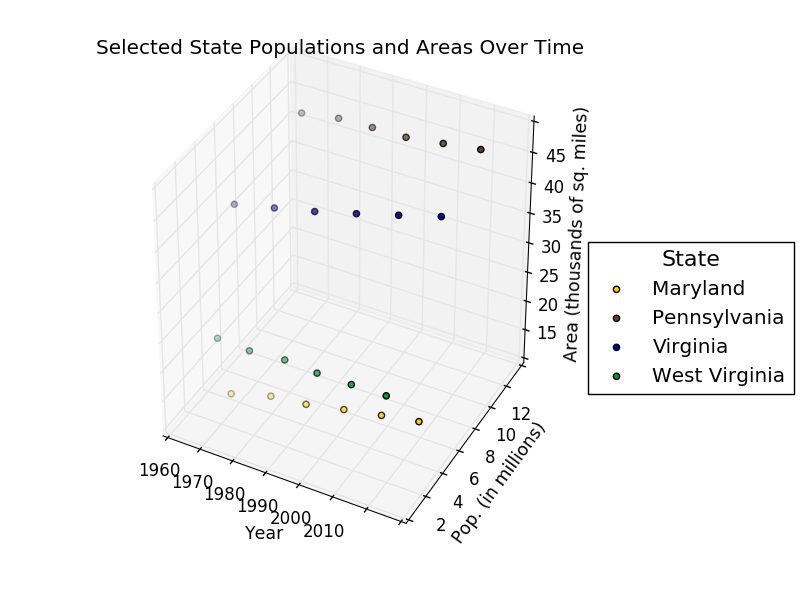 Selected State Populations and Areas Over Time
45
40
35
30
25
20
15
Area (thousands of sq. miles)
12
10
8
6
4
2
Pop. (in millions)
1960
1970
1980
1990
2000
2010
Year
State
Maryland
Pennsylvania
Virginia
West Virginia